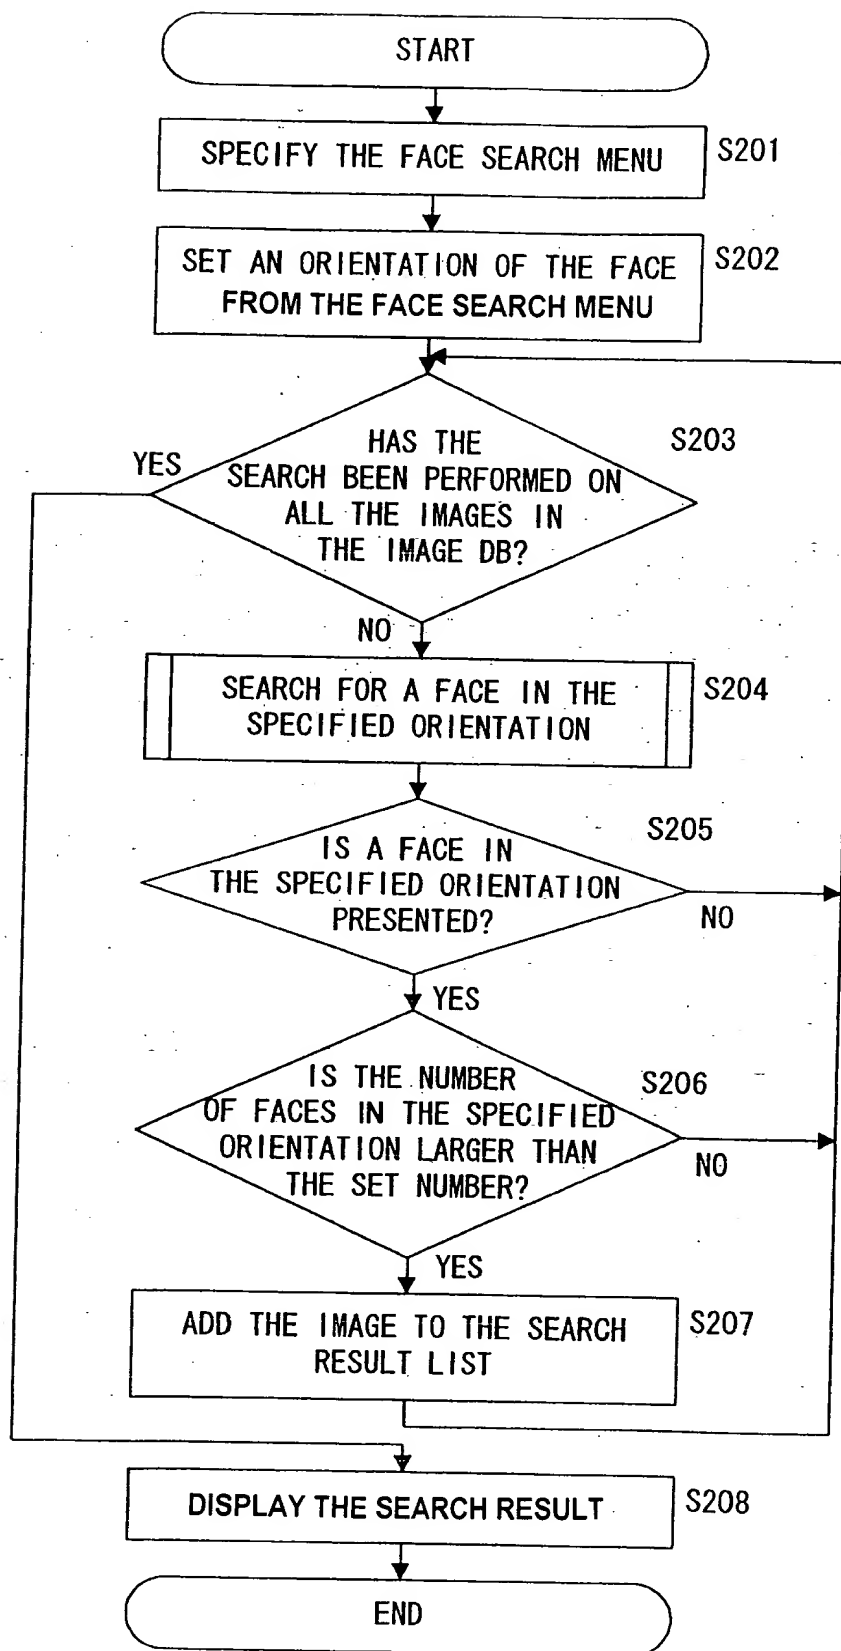 START
SPECIFY THE FACE SEARCH MENU
S201
SET AN ORIENTATION OF THE FACE
FROM THE FACE SEARCH MENU
S202
HAS THE
SEARCH BEEN PERFORMED ON
ALL THE IMAGES IN
THE IMAGE DB?
S203
YES
NO
SEARCH FOR A FACE IN THE
SPECIFIED ORIENTATION
S204
IS A FACE IN
THE SPECIFIED ORIENTATION
PRESENTED?
S205
NO
YES
IS THE NUMBER
OF FACES IN THE SPECIFIED
ORIENTATION LARGER THAN
THE SET NUMBER?
S206
NO
YES
ADD THE IMAGE TO THE SEARCH
RESULT LIST
S207
DISPLAY THE SEARCH RESULT
S208
END